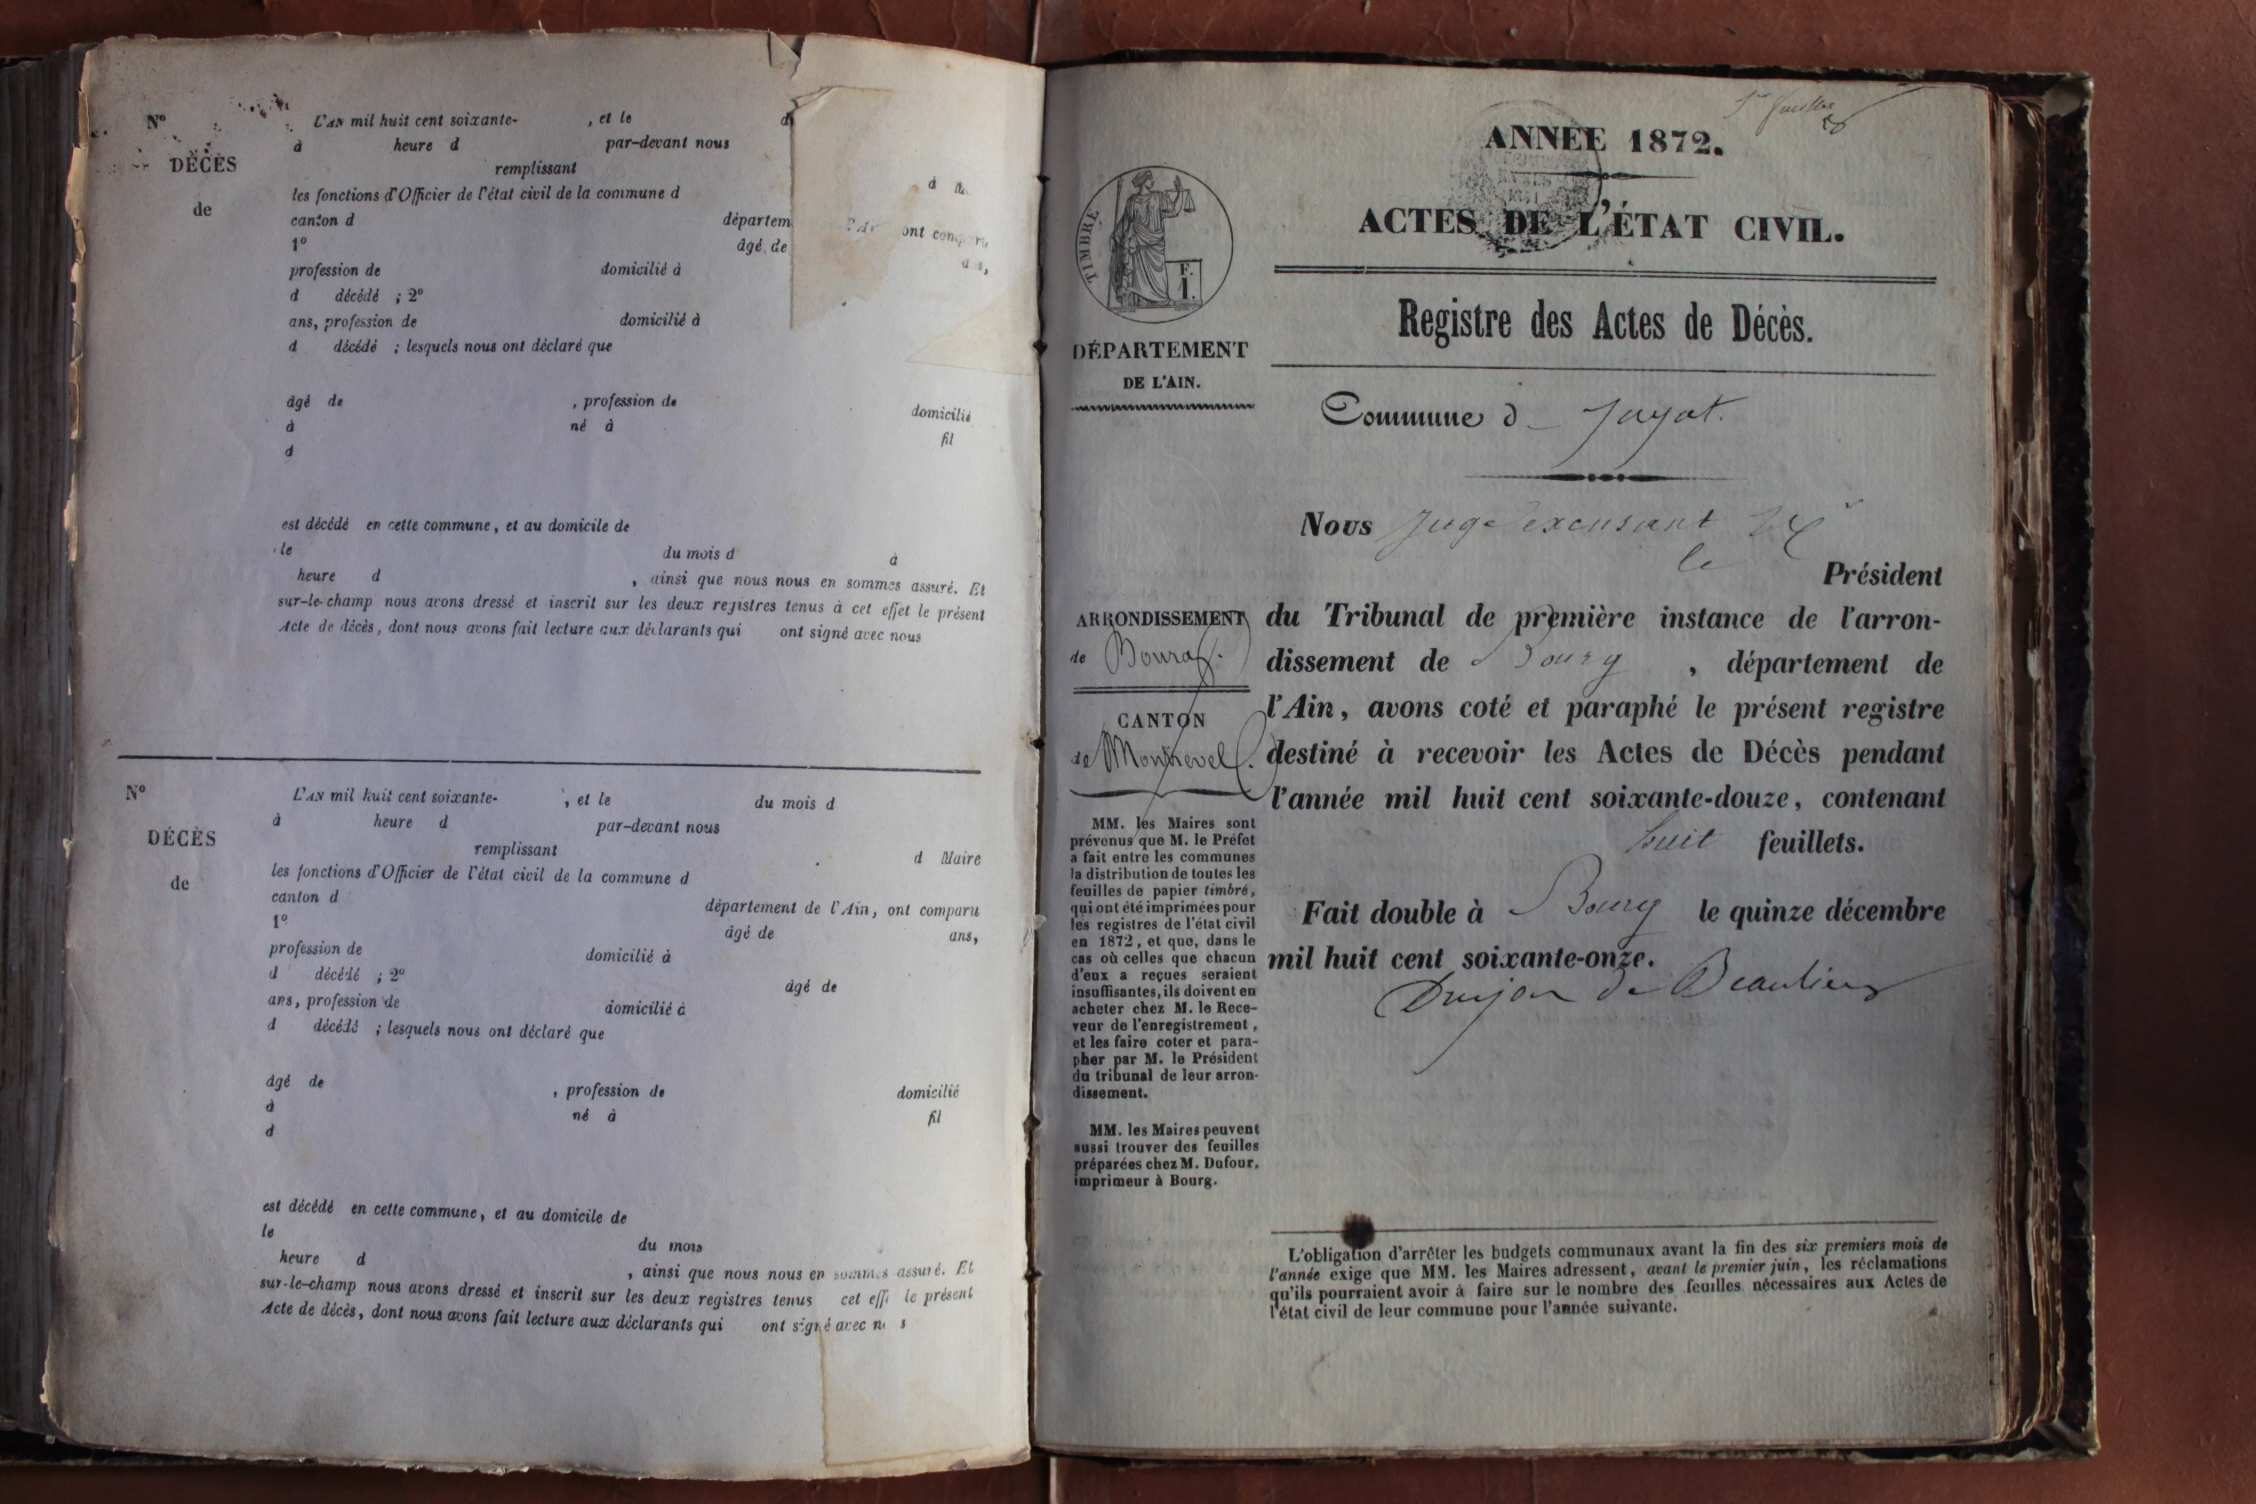 N°
DÉCÈS
de
L'AN mil huit cent soixante- , et le d
à heure d par-devant nous
remplissant d
les fonctions d'Officier de l'état civil de la commune d
canton d départem ont comparu
1° âgé de
profession de domicilié à
d décédé ; 2°
ans, profession de domicilié à
d décédé ; lesquels nous ont déclaré que
âgé de , profession de domicilié
à né à fil
d
est décédé en cette commune, et au domicile de
le du mois d à
heure d , ainsi que nous nous en sommes assuré. Et
sur-le-champ nous avons dressé et inscrit sur les deux registres tenus à cet effet le présent
Acte de décès, dont nous avons fait lecture aux déclarants qui ont signé avec nous
N°
DÉCÈS
de
L'AN mil huit cent soixante- , et le du mois d
à heure d par-devant nous
remplissant d Maire
les fonctions d'Officier de l'état civil de la commune d
canton d département de l'Ain, ont comparu
1° âgé de ans,
profession de domicilié à
d décédé ; 2° âgé de
ans, profession de domicilié à
d décédé ; lesquels nous ont déclaré que
âgé de , profession de domicilié
à né à fil
d
est décédé en cette commune, et au domicile de
le du mois
heure d , ainsi que nous nous en sommes assuré. Et
sur-le-champ nous avons dressé et inscrit sur les deux registres tenus cet eff le présent
Acte de décès, dont nous avons fait lecture aux déclarants qui ont signé avec n s
TIMBRE
F.
1.
DÉPARTEMENT
DE L'AIN.
ARRONDISSEMENT
de Bourg.
CANTON
de Montrevel.
MM. les Maires sont
prévenus que M. le Préfet
a fait entre les communes
la distribution de toutes les
feuilles de papier timbré,
qui ont été imprimées pour
les registres de l'état civil
en 1872, et que, dans le
cas où celles que chacun
d'eux a reçues seraient
insuffisantes, ils doivent en
acheter chez M. le Rece-
veur de l'enregistrement,
et les faire coter et para-
pher par M. le Président
du tribunal de leur arron-
dissement.
MM. les Maires peuvent
aussi trouver des feuilles
préparées chez M. Dufour,
imprimeur à Bourg.
ANNÉE 1872.
ACTES DE L'ÉTAT CIVIL.
Registre des Actes de Décès.
Commune d Jayat.
Nous Juge
le Président
du Tribunal de première instance de l'arron-
dissement de Bourg , département de
l'Ain, avons coté et paraphé le présent registre
destiné à recevoir les Actes de Décès pendant
l'année mil huit cent soixante-douze, contenant
huit feuillets.
Fait double à Bourg le quinze décembre
mil huit cent soixante-onze.
Drujon de Beaulieu
L'obligation d'arrêter les budgets communaux avant la fin des six premiers mois de
l'année exige que MM. les Maires adressent, avant le premier juin, les réclamations
qu'ils pourraient avoir à faire sur le nombre des feuilles nécessaires aux Actes de
l'état civil de leur commune pour l'année suivante.